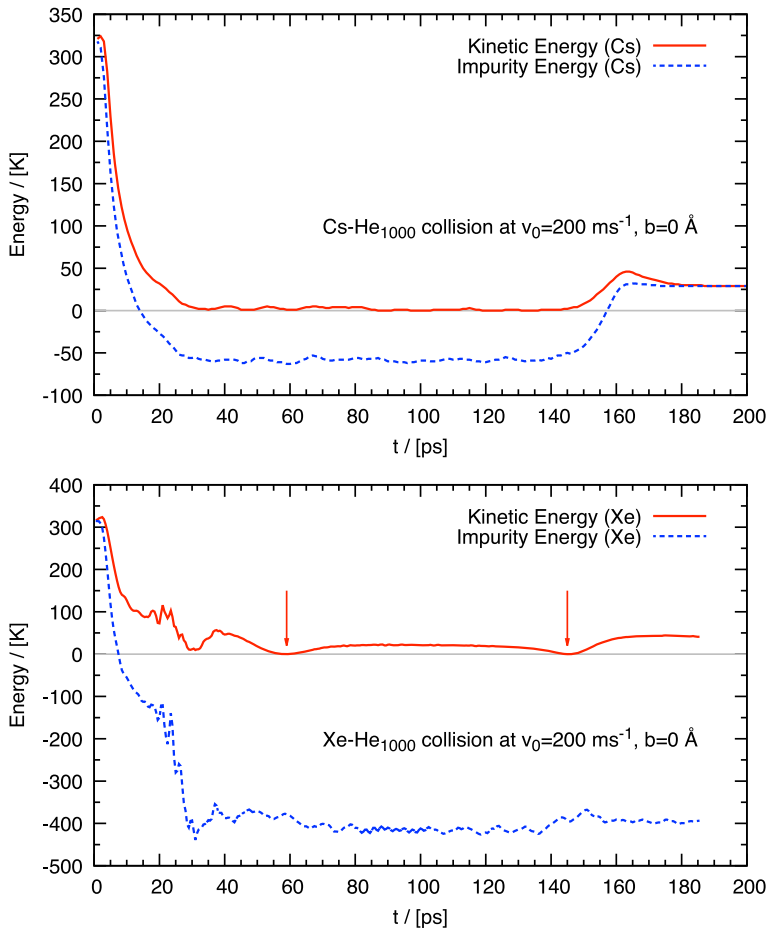 350
300
250
200
150
100
50
0
-50
-100
Energy / [K]
Kinetic Energy (Cs)
Impurity Energy (Cs)
Cs-He1000 collision at v0=200 ms-1, b=0 Å
0 20 40 60 80 100 120 140 160 180 200
t / [ps]
400
300
200
100
0
-100
-200
-300
-400
-500
Energy / [K]
Kinetic Energy (Xe)
Impurity Energy (Xe)
Xe-He1000 collision at v0=200 ms-1, b=0 Å
0 20 40 60 80 100 120 140 160 180 200
t / [ps]